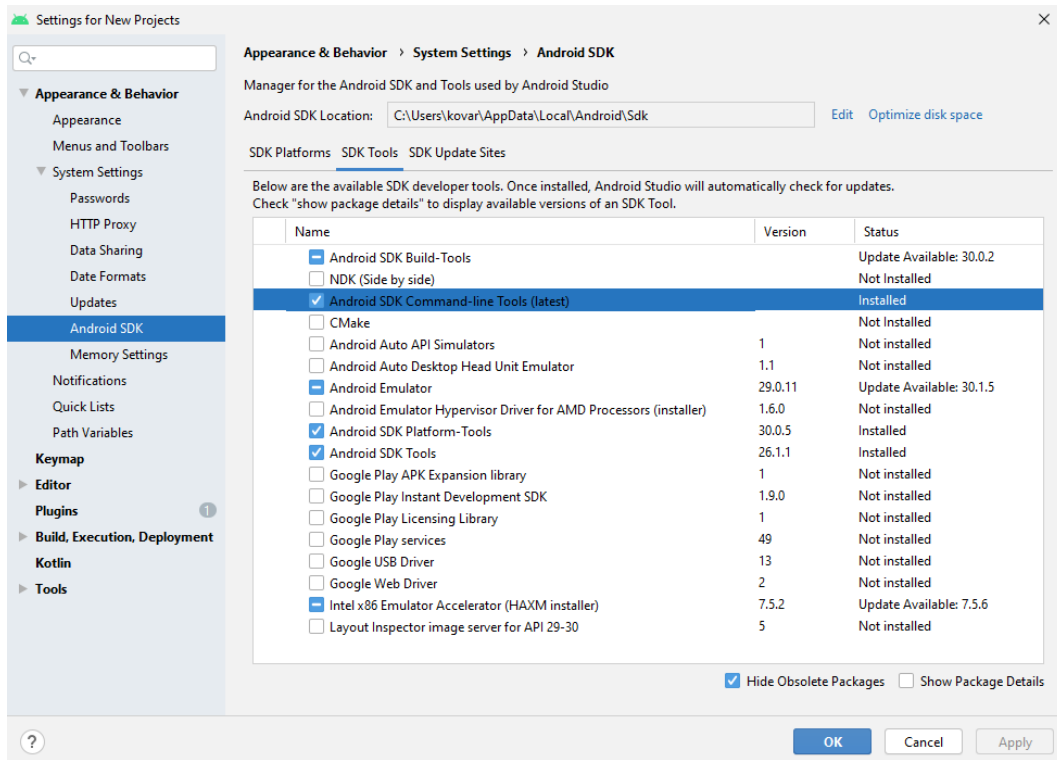 Settings for New Projects
Appearance & Behavior
Appearance
Menus and Toolbars
System Settings
Passwords
HTTP Proxy
Data Sharing
Date Formats
Updates
Android SDK
Memory Settings
Notifications
Quick Lists
Path Variables
Keymap
Editor
Plugins 1
Build, Execution, Deployment
Kotlin
Tools
Appearance & Behavior › System Settings › Android SDK
Manager for the Android SDK and Tools used by Android Studio
Android SDK Location: C:\Users\kovar\AppData\Local\Android\Sdk Edit Optimize disk space
SDK Platforms SDK Tools SDK Update Sites
Below are the available SDK developer tools. Once installed, Android Studio will automatically check for updates.
Check "show package details" to display available versions of an SDK Tool.
Name Version Status
Android SDK Build-Tools Update Available: 30.0.2
NDK (Side by side) Not Installed
Android SDK Command-line Tools (latest) Installed
CMake Not Installed
Android Auto API Simulators 1 Not installed
Android Auto Desktop Head Unit Emulator 1.1 Not installed
Android Emulator 29.0.11 Update Available: 30.1.5
Android Emulator Hypervisor Driver for AMD Processors (installer) 1.6.0 Not installed
Android SDK Platform-Tools 30.0.5 Installed
Android SDK Tools 26.1.1 Installed
Google Play APK Expansion library 1 Not installed
Google Play Instant Development SDK 1.9.0 Not installed
Google Play Licensing Library 1 Not installed
Google Play services 49 Not installed
Google USB Driver 13 Not installed
Google Web Driver 2 Not installed
Intel x86 Emulator Accelerator (HAXM installer) 7.5.2 Update Available: 7.5.6
Layout Inspector image server for API 29-30 5 Not installed
Hide Obsolete Packages Show Package Details
? OK Cancel Apply